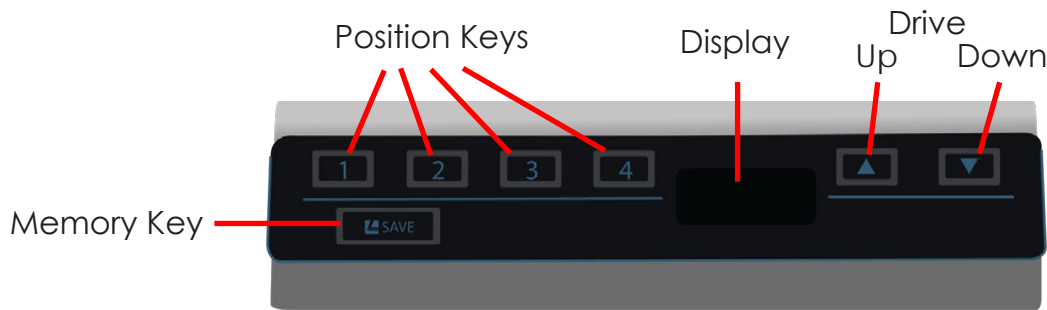 Drive
Position Keys
Display
Up
Down
1
2
3
4
Memory Key
SAVE